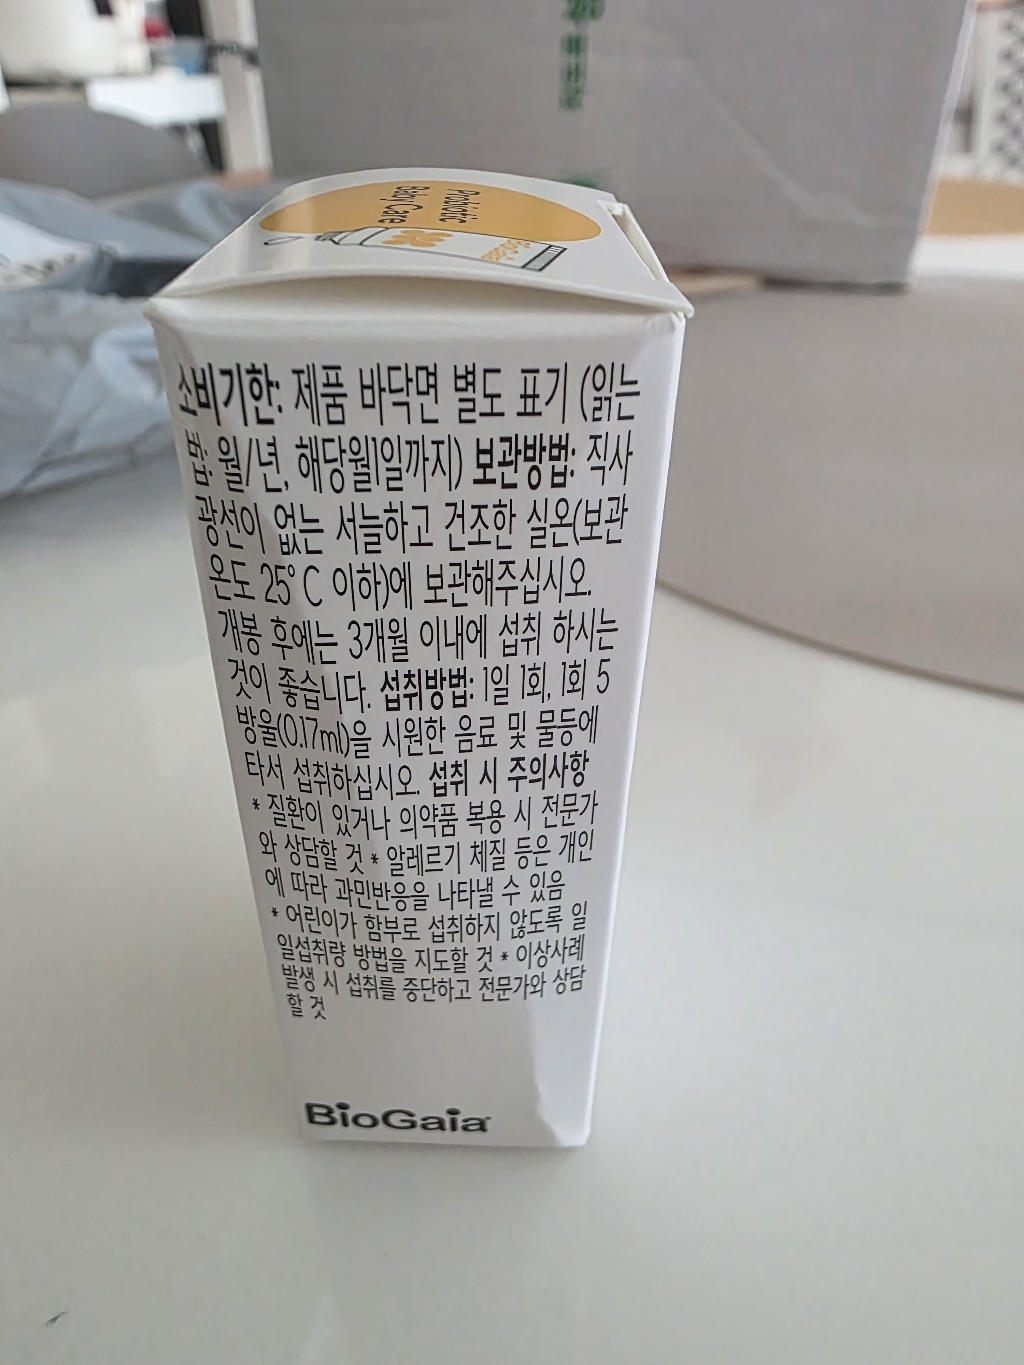 Probiotic
Baby Care
BioGaia
소비기한: 제품 바닥면 별도 표기 (읽는
법: 월/년, 해당월1일까지) 보관방법: 직사
광선이 없는 서늘하고 건조한 실온(보관
온도 25°C 이하)에 보관해주십시오.
개봉 후에는 3개월 이내에 섭취 하시는
것이 좋습니다. 섭취방법: 1일 1회, 1회 5
방울(0.17ml)을 시원한 음료 및 물등에
타서 섭취하십시오. 섭취 시 주의사항
* 질환이 있거나 의약품 복용 시 전문가
와 상담할 것 * 알레르기 체질 등은 개인
에 따라 과민반응을 나타낼 수 있음
* 어린이가 함부로 섭취하지 않도록 일
일섭취량 방법을 지도할 것 * 이상사례
발생 시 섭취를 중단하고 전문가와 상담
할 것
BioGaia